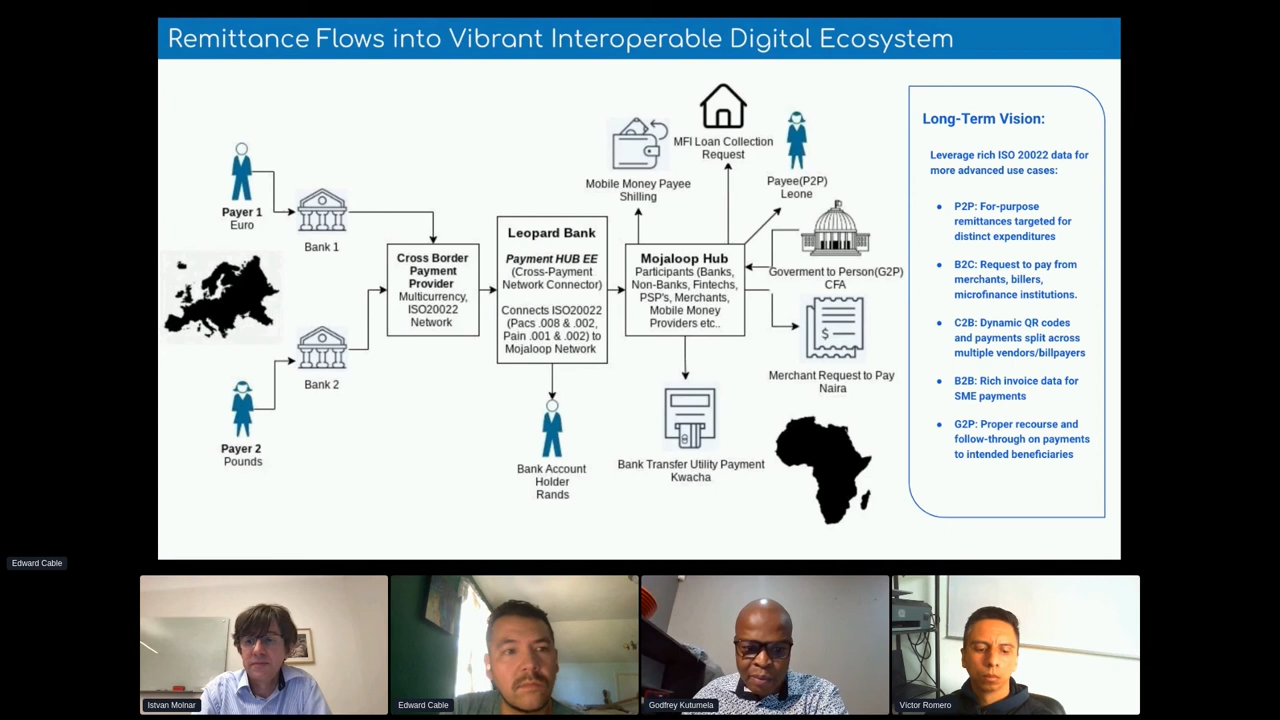 Remittance Flows into Vibrant Interoperable Digital Ecosystem
Payer 1
Euro
Bank 1
Bank 2
Payer 2
Pounds
Cross Border
Payment
Provider
Multicurrency,
ISO20022
Network
Leopard Bank
Payment HUB EE
(Cross-Payment
Network Connector)
Connects ISO20022
(Pacs .008 & .002,
Pain .001 & .002) to
Mojaloop Network
Bank Account
Holder
Rands
Mobile Money Payee
Shilling
MFI Loan Collection
Request
Payee(P2P)
Leone
Mojaloop Hub
Participants (Banks,
Non-Banks, Fintechs,
PSP's, Merchants,
Mobile Money
Providers etc..
Goverment to Person(G2P)
CFA
$
Merchant Request to Pay
Naira
Bank Transfer Utility Payment
Kwacha
Long-Term Vision:
Leverage rich ISO 20022 data for
more advanced use cases:
● P2P: For-purpose
remittances targeted for
distinct expenditures
● B2C: Request to pay from
merchants, billers,
microfinance institutions.
● C2B: Dynamic QR codes
and payments split across
multiple vendors/billpayers
● B2B: Rich invoice data for
SME payments
● G2P: Proper recourse and
follow-through on payments
to intended beneficiaries
Edward Cable
Istvan Molnar
Edward Cable
Godfrey Kutumela
Víctor Romero